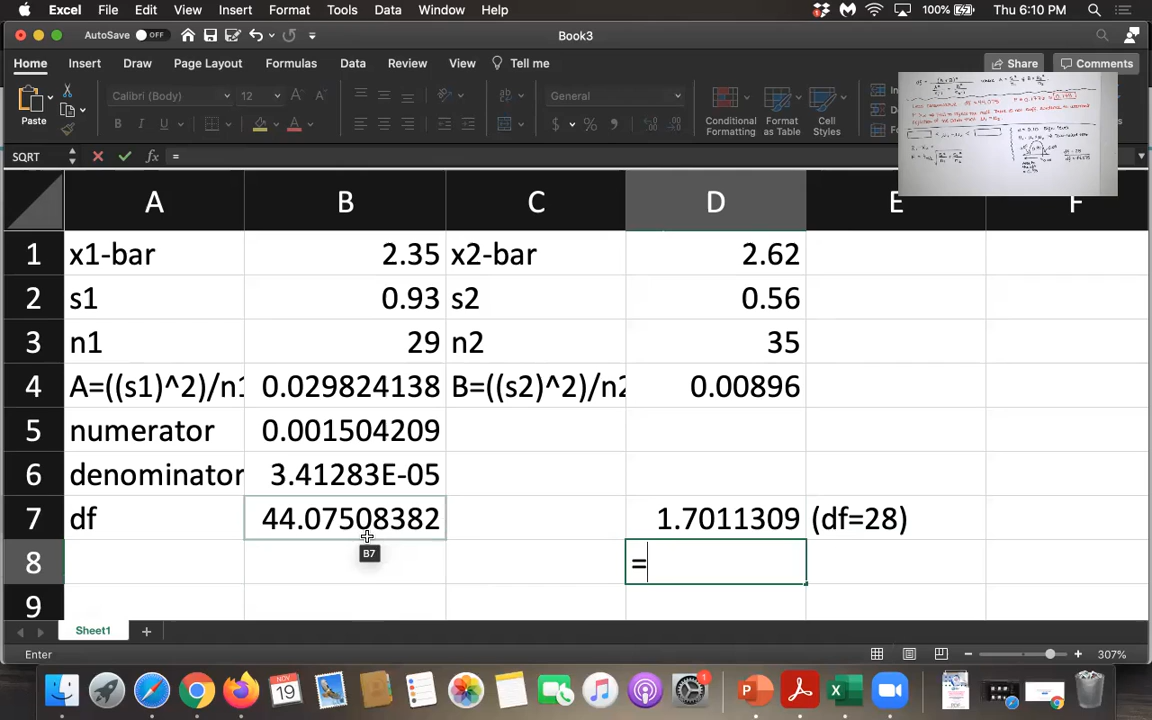 Excel File Edit View Insert Format Tools Data Window Help
100% Thu 6:10 PM
AutoSave OFF
Book3
Home Insert Draw Page Layout Formulas Data Review View Tell me
Share Comments
Paste
Calibri (Body) 12
General
Conditional Formatting
Format as Table
Cell Styles
SQRT =
A B C D E F
1 x1-bar 2.35 x2-bar 2.62
2 s1 0.93 s2 0.56
3 n1 29 n2 35
4 A=((s1)^2)/n1 0.029824138 B=((s2)^2)/n2 0.00896
5 numerator 0.001504209
6 denominator 3.41283E-05
7 df 44.07508382 1.7011309 (df=28)
B7
8 =
9
Sheet1
Enter 307%
NOV
19
1